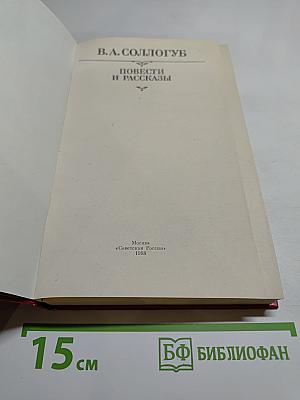 В.А.СОЛЛОГУБ
ПОВЕСТИ
И РАССКАЗЫ
Москва
«Советская Россия»
1988
15 см
БФ БИБЛИОФАН